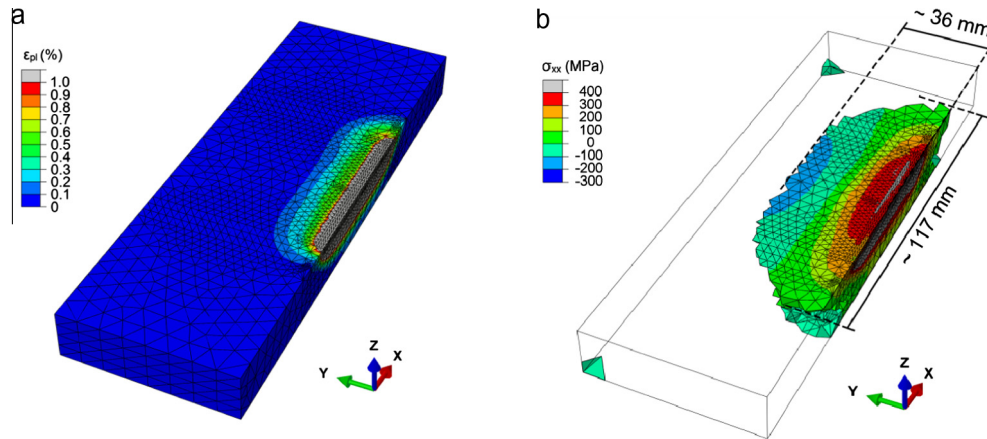 a
ε_pl (%)
1.0
0.9
0.8
0.7
0.6
0.5
0.4
0.3
0.2
0.1
0
Z
X
Y
b
~ 36 mm
σ_xx (MPa)
400
300
200
100
0
-100
-200
-300
~ 117 mm
Z
X
Y